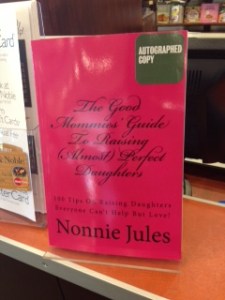 AUTOGRAPHED
COPY
The Good
Mommies' Guide
To Raising
(Almost) Perfect
Daughters
100 Tips On Raising Daughters
Everyone Can't Help But Love!
Nonnie Jules
Card